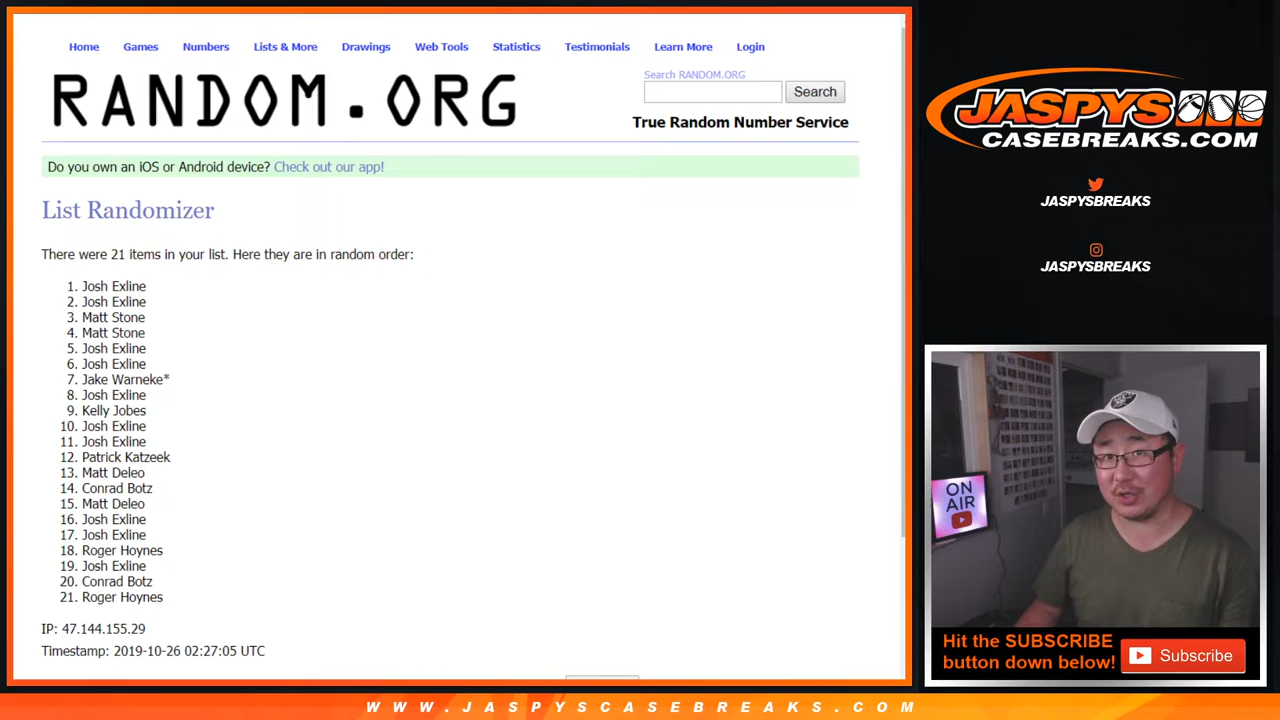 Home Games Numbers Lists & More Drawings Web Tools Statistics Testimonials Learn More Login
RANDOM.ORG
Search RANDOM.ORG
Search
True Random Number Service
Do you own an iOS or Android device? Check out our app!
List Randomizer
There were 21 items in your list. Here they are in random order:
1. Josh Exline
2. Josh Exline
3. Matt Stone
4. Matt Stone
5. Josh Exline
6. Josh Exline
7. Jake Warneke*
8. Josh Exline
9. Kelly Jobes
10. Josh Exline
11. Josh Exline
12. Patrick Katzeek
13. Matt Deleo
14. Conrad Botz
15. Matt Deleo
16. Josh Exline
17. Josh Exline
18. Roger Hoynes
19. Josh Exline
20. Conrad Botz
21. Roger Hoynes
IP: 47.144.155.29
Timestamp: 2019-10-26 02:27:05 UTC
JASPYS
CASEBREAKS.COM
JASPYSBREAKS
JASPYSBREAKS
ON
AIR
Hit the SUBSCRIBE
button down below!
Subscribe
WWW.JASPYSCASEBREAKS.COM